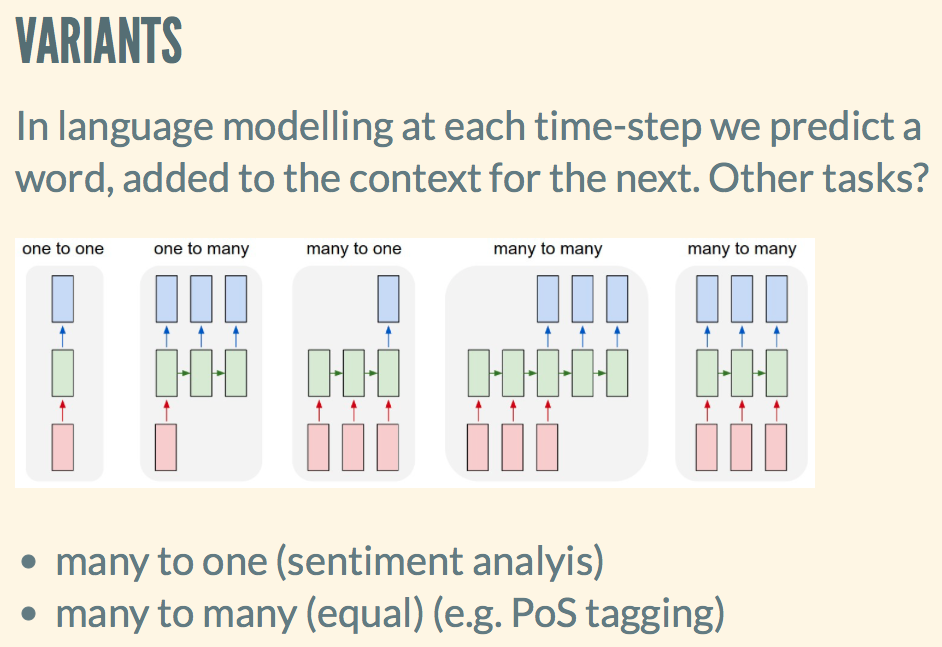 VARIANTS
In language modelling at each time-step we predict a
word, added to the context for the next. Other tasks?
one to one one to many many to one many to many many to many
• many to one (sentiment analyis)
• many to many (equal) (e.g. PoS tagging)